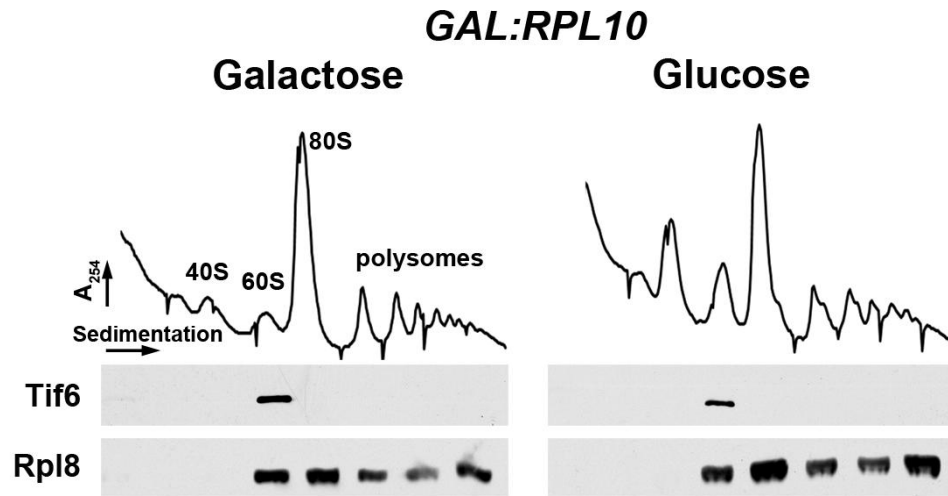 GAL:RPL10
Galactose
Glucose
80S
40S
60S
polysomes
A254
Sedimentation
Tif6
Rpl8